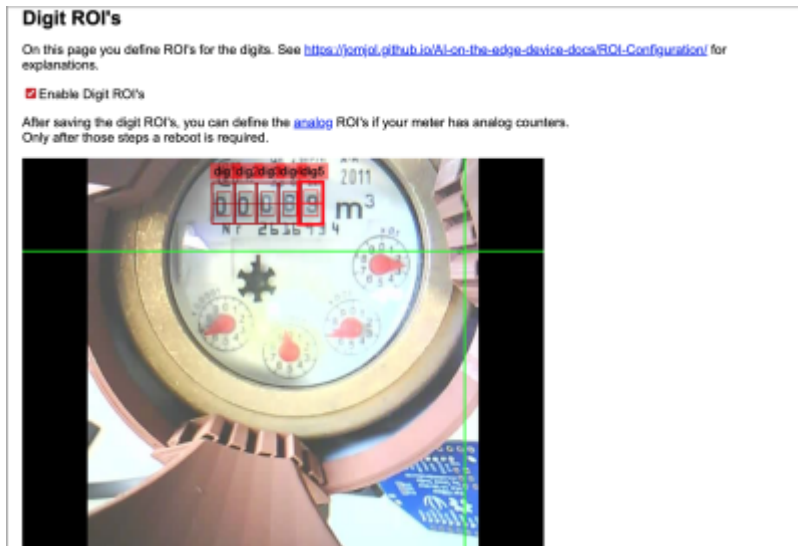 Digit ROI's
On this page you define ROI's for the digits. See https://jomjol.github.io/AI-on-the-edge-device-docs/ROI-Configuration/ for
explanations.
Enable Digit ROI's
After saving the digit ROI's, you can define the analog ROI's if your meter has analog counters.
Only after those steps a reboot is required.
dig5
2011
m³
Nr